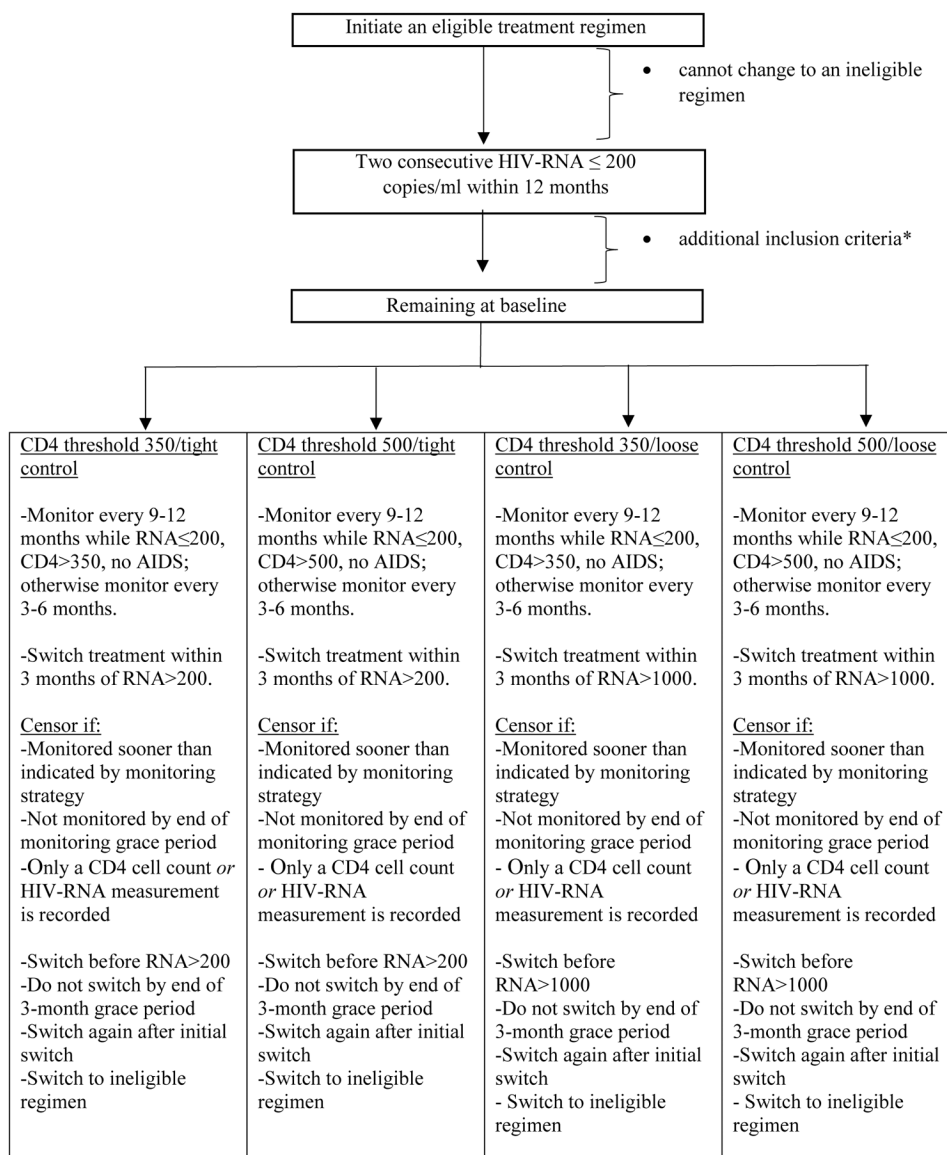 Initiate an eligible treatment regimen
• cannot change to an ineligible
regimen
Two consecutive HIV-RNA ≤ 200
copies/ml within 12 months
• additional inclusion criteria*
Remaining at baseline
CD4 threshold 350/tight
control
-Monitor every 9-12
months while RNA≤200,
CD4>350, no AIDS;
otherwise monitor every
3-6 months.
-Switch treatment within
3 months of RNA>200.
Censor if:
-Monitored sooner than
indicated by monitoring
strategy
-Not monitored by end of
monitoring grace period
-Only a CD4 cell count or
HIV-RNA measurement
is recorded
-Switch before RNA>200
-Do not switch by end of
3-month grace period
-Switch again after initial
switch
-Switch to ineligible
regimen
CD4 threshold 500/tight
control
-Monitor every 9-12
months while RNA≤200,
CD4>500, no AIDS;
otherwise monitor every
3-6 months.
-Switch treatment within
3 months of RNA>200.
Censor if:
-Monitored sooner than
indicated by monitoring
strategy
-Not monitored by end of
monitoring grace period
- Only a CD4 cell count
or HIV-RNA
measurement is recorded
-Switch before RNA>200
-Do not switch by end of
3-month grace period
-Switch again after initial
switch
-Switch to ineligible
regimen
CD4 threshold 350/loose
control
-Monitor every 9-12
months while RNA≤200,
CD4>350, no AIDS;
otherwise monitor every
3-6 months.
-Switch treatment within
3 months of RNA>1000.
Censor if:
-Monitored sooner than
indicated by monitoring
strategy
-Not monitored by end of
monitoring grace period
- Only a CD4 cell count
or HIV-RNA
measurement is recorded
-Switch before
RNA>1000
-Do not switch by end of
3-month grace period
-Switch again after initial
switch
- Switch to ineligible
regimen
CD4 threshold 500/loose
control
-Monitor every 9-12
months while RNA≤200,
CD4>500, no AIDS;
otherwise monitor every
3-6 months.
-Switch treatment within
3 months of RNA>1000.
Censor if:
-Monitored sooner than
indicated by monitoring
strategy
-Not monitored by end of
monitoring grace period
- Only a CD4 cell count
or HIV-RNA
measurement is recorded
-Switch before
RNA>1000
-Do not switch by end of
3-month grace period
-Switch again after initial
switch
- Switch to ineligible
regimen